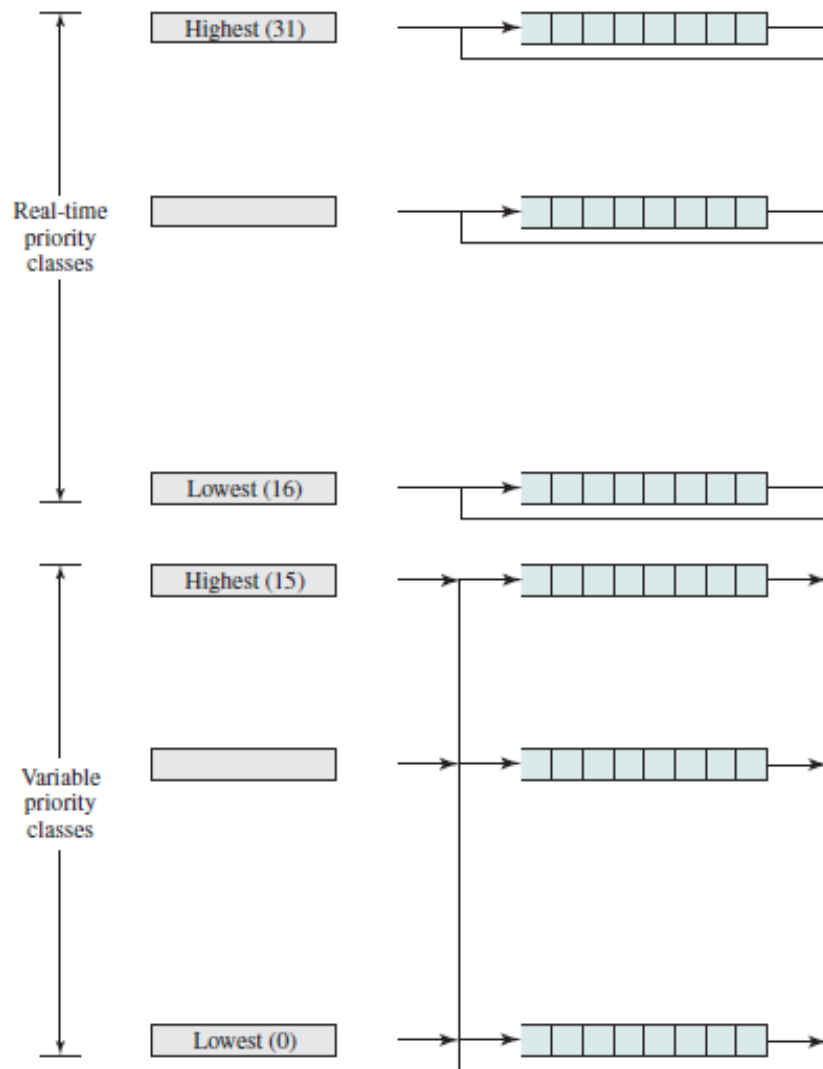 Highest (31)
Real-time
priority
classes
Lowest (16)
Highest (15)
Variable
priority
classes
Lowest (0)